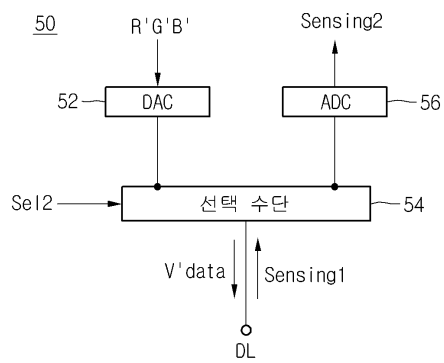 50
R'G'B'
Sensing2
52
DAC
ADC
56
Sel2
선택 수단
54
V'data
Sensing1
DL